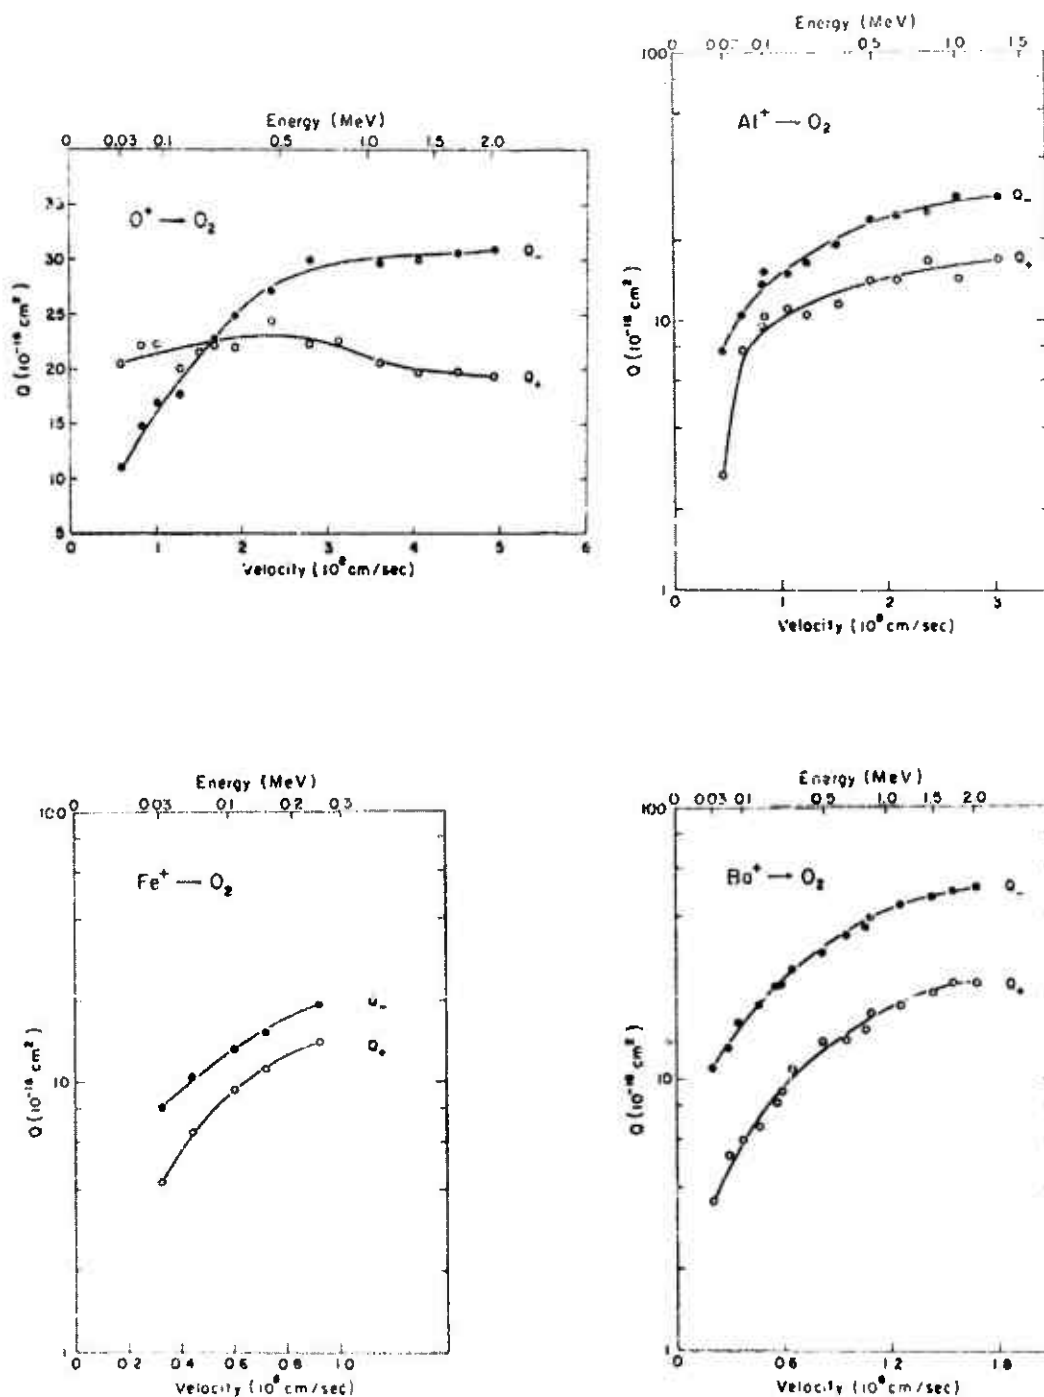 Energy (MeV)
0 0.03 0.1 0.5 1.0 1.5 2.0
O⁺ → O₂
Q₋
Q₊
Q (10⁻¹⁶ cm²)
30
25
20
15
10
5
0 1 2 3 4 5 6
Velocity (10⁸ cm/sec)
Energy (MeV)
0 0.1 0.5 1.0 1.5
100
Al⁺ → O₂
Q₋
Q₊
Q (10⁻¹⁶ cm²)
10
1
0 1 2 3
Velocity (10⁸ cm/sec)
Energy (MeV)
0 0.03 0.1 0.2 0.3
100
Fe⁺ — O₂
Q₊
Q (10⁻¹⁶ cm²)
10
1
0 0.2 0.4 0.6 0.8 1.0
Velocity (10⁸ cm/sec)
Energy (MeV)
0 0.03 0.1 0.5 1.0 1.5 2.0
100
Ba⁺ → O₂
Q₋
Q₊
Q (10⁻¹⁶ cm²)
10
1
0 0.6 1.2 1.8
Velocity (10⁸ cm/sec)